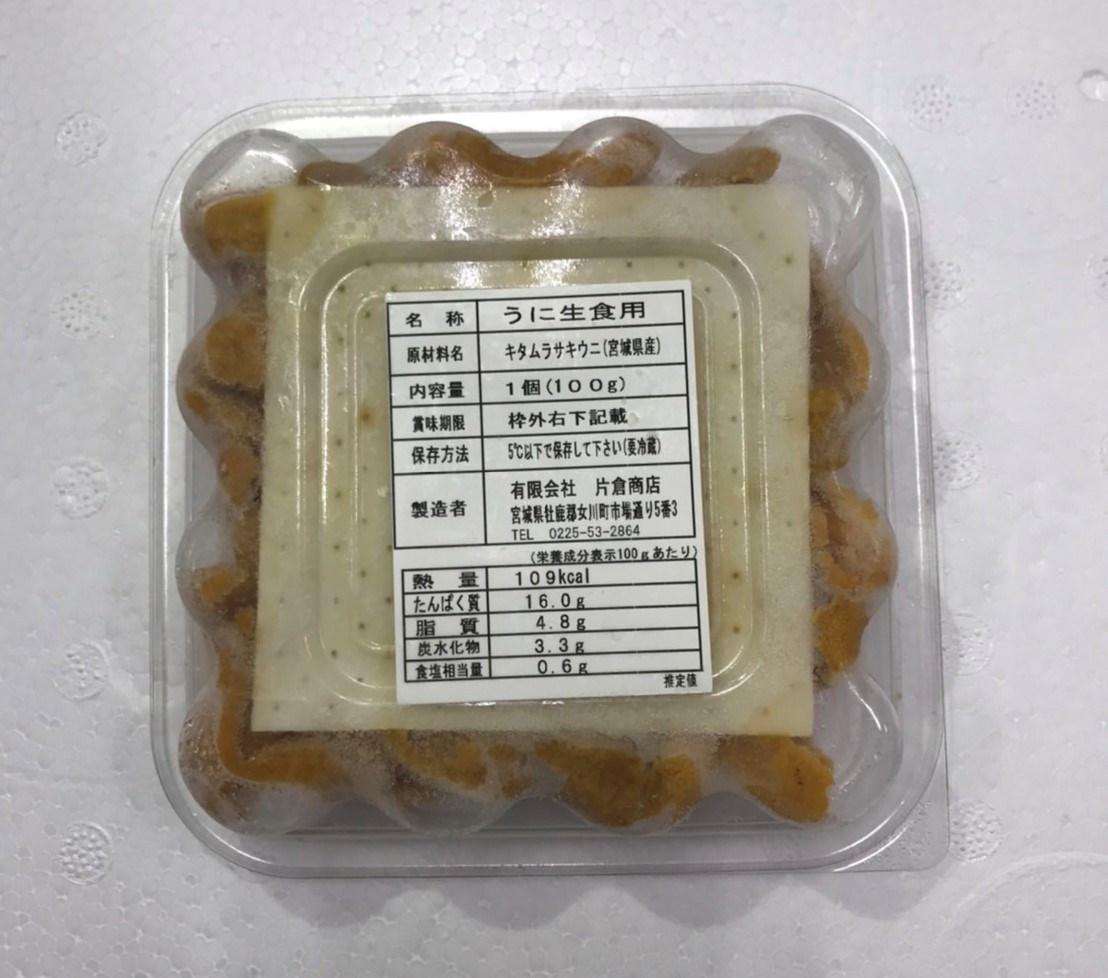 名 称 うに生食用
原材料名 キタムラサキウニ(宮城県産)
内容量 1個(100g)
賞味期限 枠外右下記載
保存方法 5℃以下で保存して下さい(要冷蔵)
製造者 有限会社 片倉商店
宮城県牡鹿郡女川町市場通り5番3
TEL 0225-53-2864
(栄養成分表示100gあたり)
熱 量 109kcal
たんぱく質 16.0g
脂 質 4.8g
炭水化物 3.3g
食塩相当量 0.6g
推定値